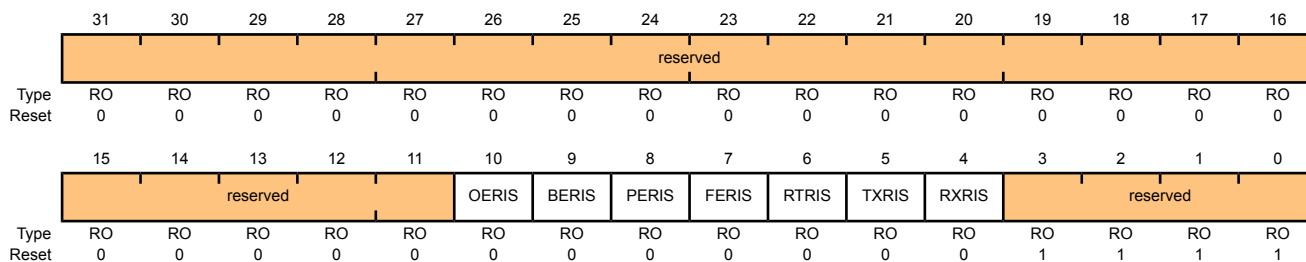 31 30 29 28 27 26 25 24 23 22 21 20 19 18 17 16
reserved
Type RO RO RO RO RO RO RO RO RO RO RO RO RO RO RO RO
Reset 0 0 0 0 0 0 0 0 0 0 0 0 0 0 0 0
15 14 13 12 11 10 9 8 7 6 5 4 3 2 1 0
reserved OERIS BERIS PERIS FERIS RTRIS TXRIS RXRIS reserved
Type RO RO RO RO RO RO RO RO RO RO RO RO RO RO RO RO
Reset 0 0 0 0 0 0 0 0 0 0 0 0 1 1 1 1